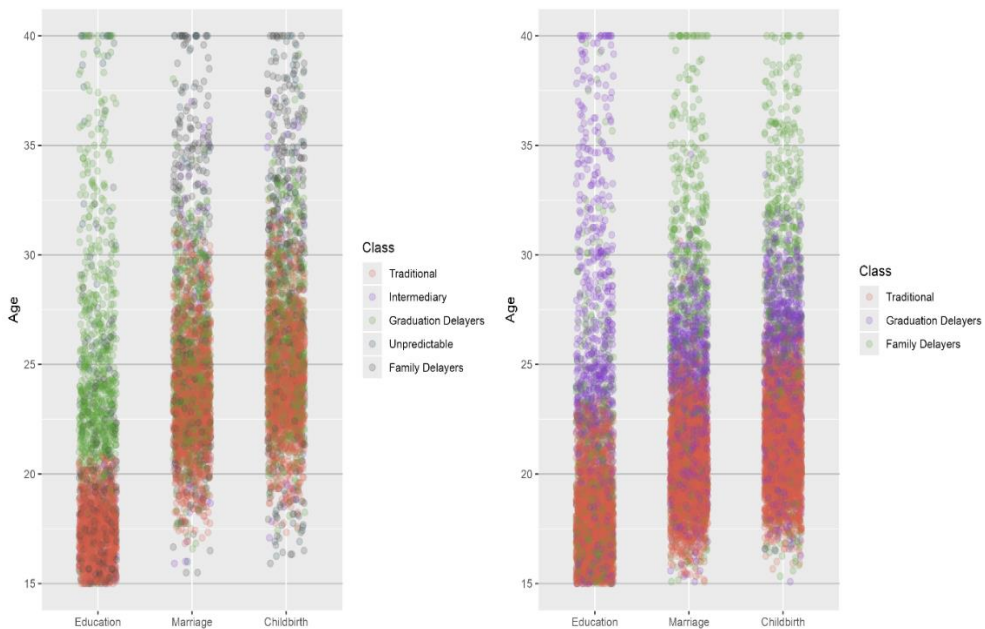 Age
40
35
30
25
20
15
Education Marriage Childbirth
Class
Traditional
Intermediary
Graduation Delayers
Unpredictable
Family Delayers
Age
40
35
30
25
20
15
Education Marriage Childbirth
Class
Traditional
Graduation Delayers
Family Delayers